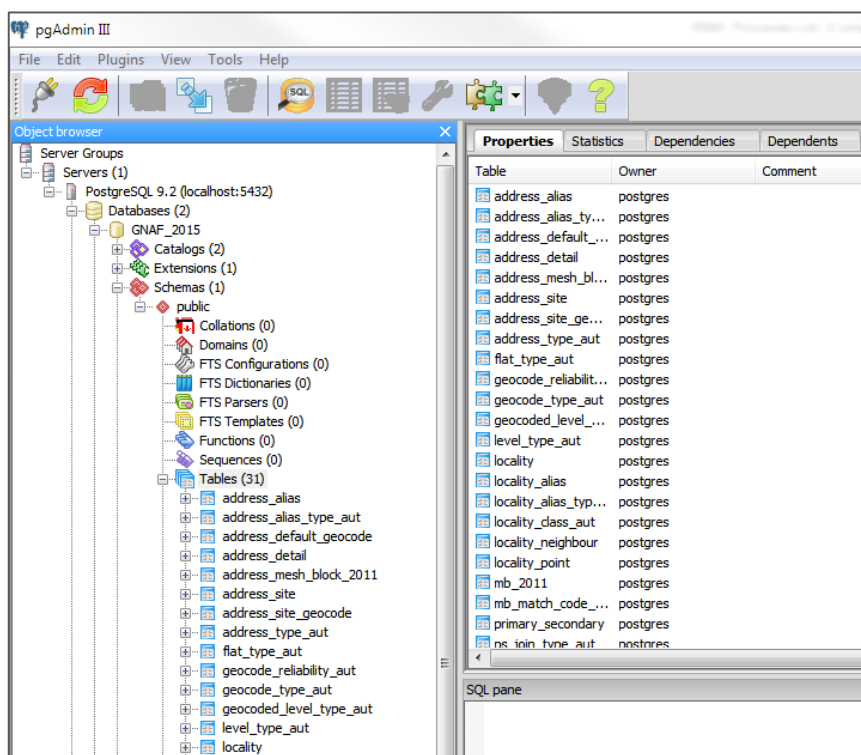 pgAdmin III
File Edit Plugins View Tools Help
SQL
Object browser
Server Groups
Servers (1)
PostgreSQL 9.2 (localhost:5432)
Databases (2)
GNAF_2015
Catalogs (2)
Extensions (1)
Schemas (1)
public
Collations (0)
Domains (0)
FTS Configurations (0)
FTS Dictionaries (0)
FTS Parsers (0)
FTS Templates (0)
Functions (0)
Sequences (0)
Tables (31)
address_alias
address_alias_type_aut
address_default_geocode
address_detail
address_mesh_block_2011
address_site
address_site_geocode
address_type_aut
flat_type_aut
geocode_reliability_aut
geocode_type_aut
geocoded_level_type_aut
level_type_aut
locality
Properties Statistics Dependencies Dependents
Table Owner Comment
address_alias postgres
address_alias_ty... postgres
address_default_... postgres
address_detail postgres
address_mesh_bl... postgres
address_site postgres
address_site_ge... postgres
address_type_aut postgres
flat_type_aut postgres
geocode_reliabilit... postgres
geocode_type_aut postgres
geocoded_level_... postgres
level_type_aut postgres
locality postgres
locality_alias postgres
locality_alias_typ... postgres
locality_class_aut postgres
locality_neighbour postgres
locality_point postgres
mb_2011 postgres
mb_match_code_... postgres
primary_secondary postgres
ps_join_type_aut postgres
SQL pane